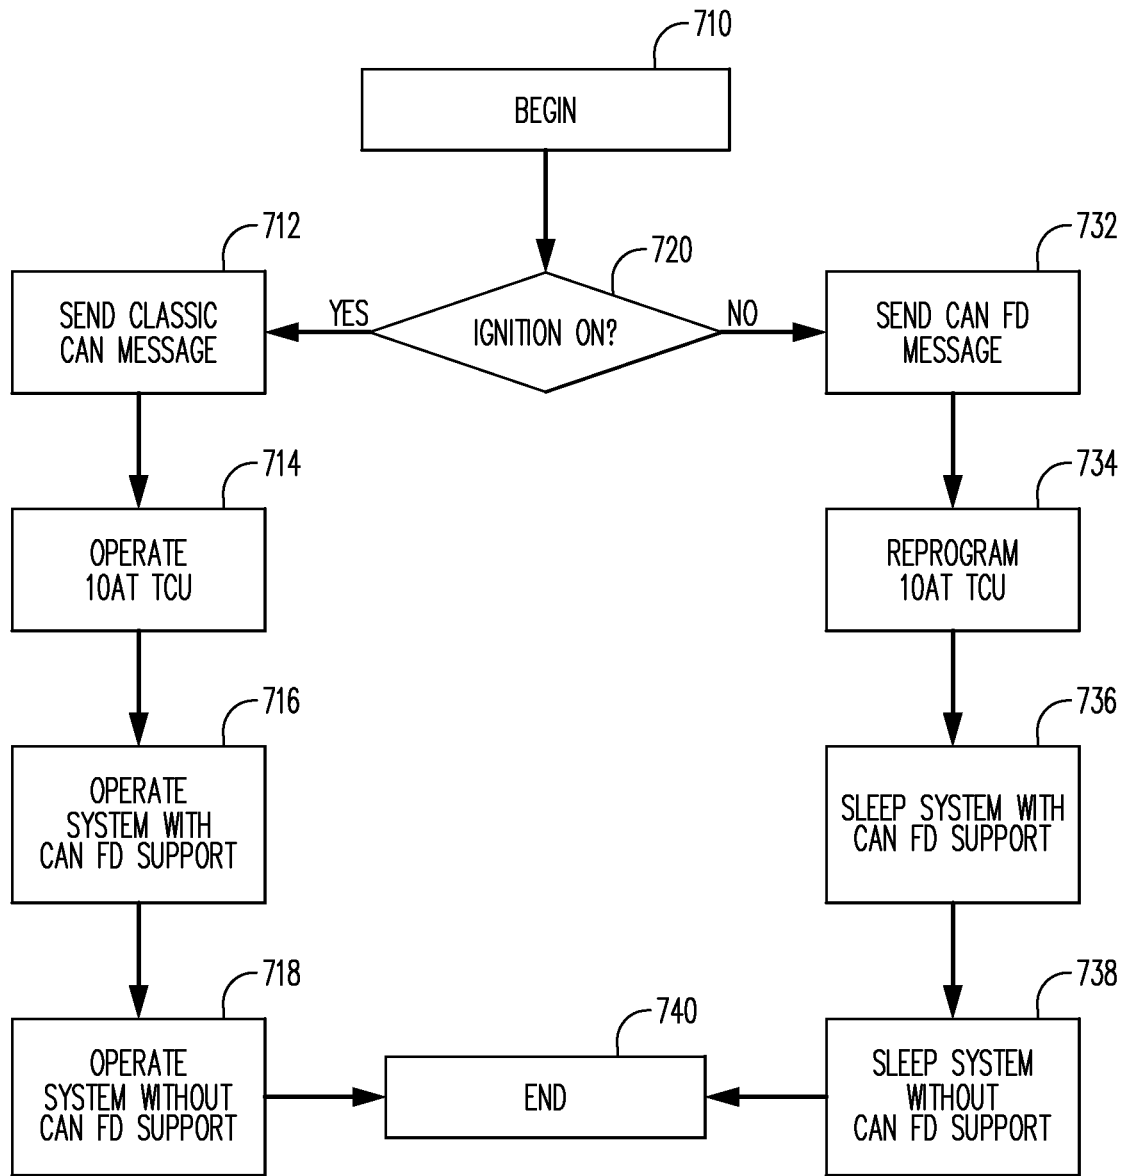 710
BEGIN
712
720
732
SEND CLASSIC
CAN MESSAGE
YES
IGNITION ON?
NO
SEND CAN FD
MESSAGE
714
734
OPERATE
10AT TCU
REPROGRAM
10AT TCU
716
736
OPERATE
SYSTEM WITH
CAN FD SUPPORT
SLEEP SYSTEM WITH
CAN FD SUPPORT
718
738
740
OPERATE
SYSTEM WITHOUT
CAN FD SUPPORT
END
SLEEP SYSTEM
WITHOUT
CAN FD SUPPORT